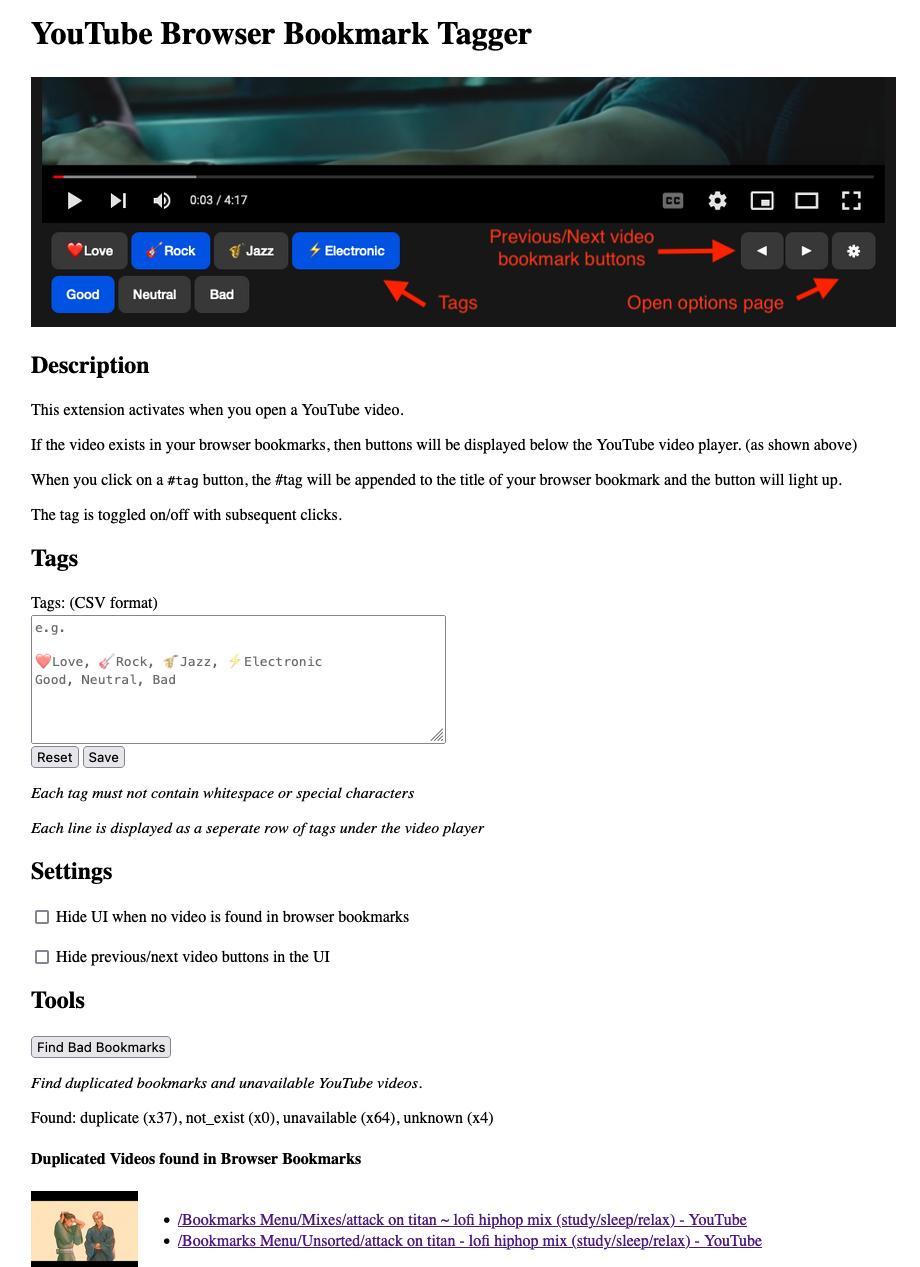 YouTube Browser Bookmark Tagger
0:03 / 4:17
CC
❤️Love 🎸Rock 🎷Jazz ⚡Electronic
Previous/Next video
bookmark buttons
Good Neutral Bad
Tags
Open options page
Description
This extension activates when you open a YouTube video.
If the video exists in your browser bookmarks, then buttons will be displayed below the YouTube video player. (as shown above)
When you click on a #tag button, the #tag will be appended to the title of your browser bookmark and the button will light up.
The tag is toggled on/off with subsequent clicks.
Tags
Tags: (CSV format)
e.g.
❤️Love, 🎸Rock, 🎷Jazz, ⚡Electronic
Good, Neutral, Bad
Reset Save
Each tag must not contain whitespace or special characters
Each line is displayed as a seperate row of tags under the video player
Settings
Hide UI when no video is found in browser bookmarks
Hide previous/next video buttons in the UI
Tools
Find Bad Bookmarks
Find duplicated bookmarks and unavailable YouTube videos.
Found: duplicate (x37), not_exist (x0), unavailable (x64), unknown (x4)
Duplicated Videos found in Browser Bookmarks
• /Bookmarks Menu/Mixes/attack on titan ~ lofi hiphop mix (study/sleep/relax) - YouTube
• /Bookmarks Menu/Unsorted/attack on titan - lofi hiphop mix (study/sleep/relax) - YouTube